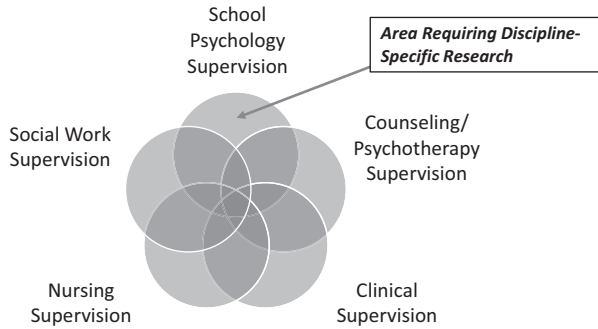 School
Psychology
Supervision
Area Requiring Discipline-
Specific Research
Social Work
Supervision
Counseling/
Psychotherapy
Supervision
Nursing
Supervision
Clinical
Supervision